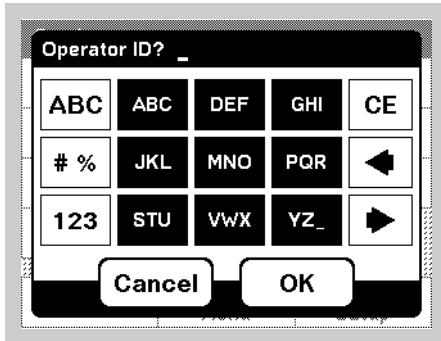 Operator ID? _
ABC ABC DEF GHI CE
# % JKL MNO PQR
123 STU VWX YZ_
Cancel OK